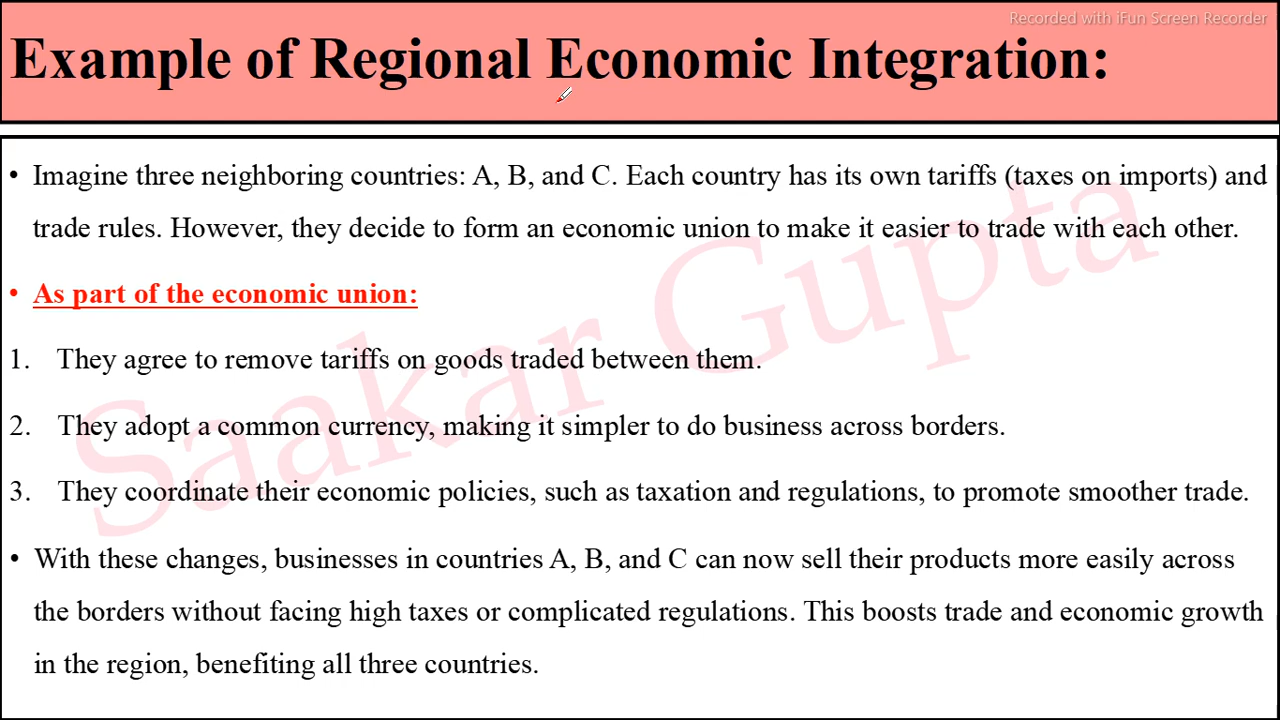 Recorded with iFun Screen Recorder
Example of Regional Economic Integration:
• Imagine three neighboring countries: A, B, and C. Each country has its own tariffs (taxes on imports) and
trade rules. However, they decide to form an economic union to make it easier to trade with each other.
• As part of the economic union:
1. They agree to remove tariffs on goods traded between them.
2. They adopt a common currency, making it simpler to do business across borders.
3. They coordinate their economic policies, such as taxation and regulations, to promote smoother trade.
• With these changes, businesses in countries A, B, and C can now sell their products more easily across
the borders without facing high taxes or complicated regulations. This boosts trade and economic growth
in the region, benefiting all three countries.
Saakar Gupta